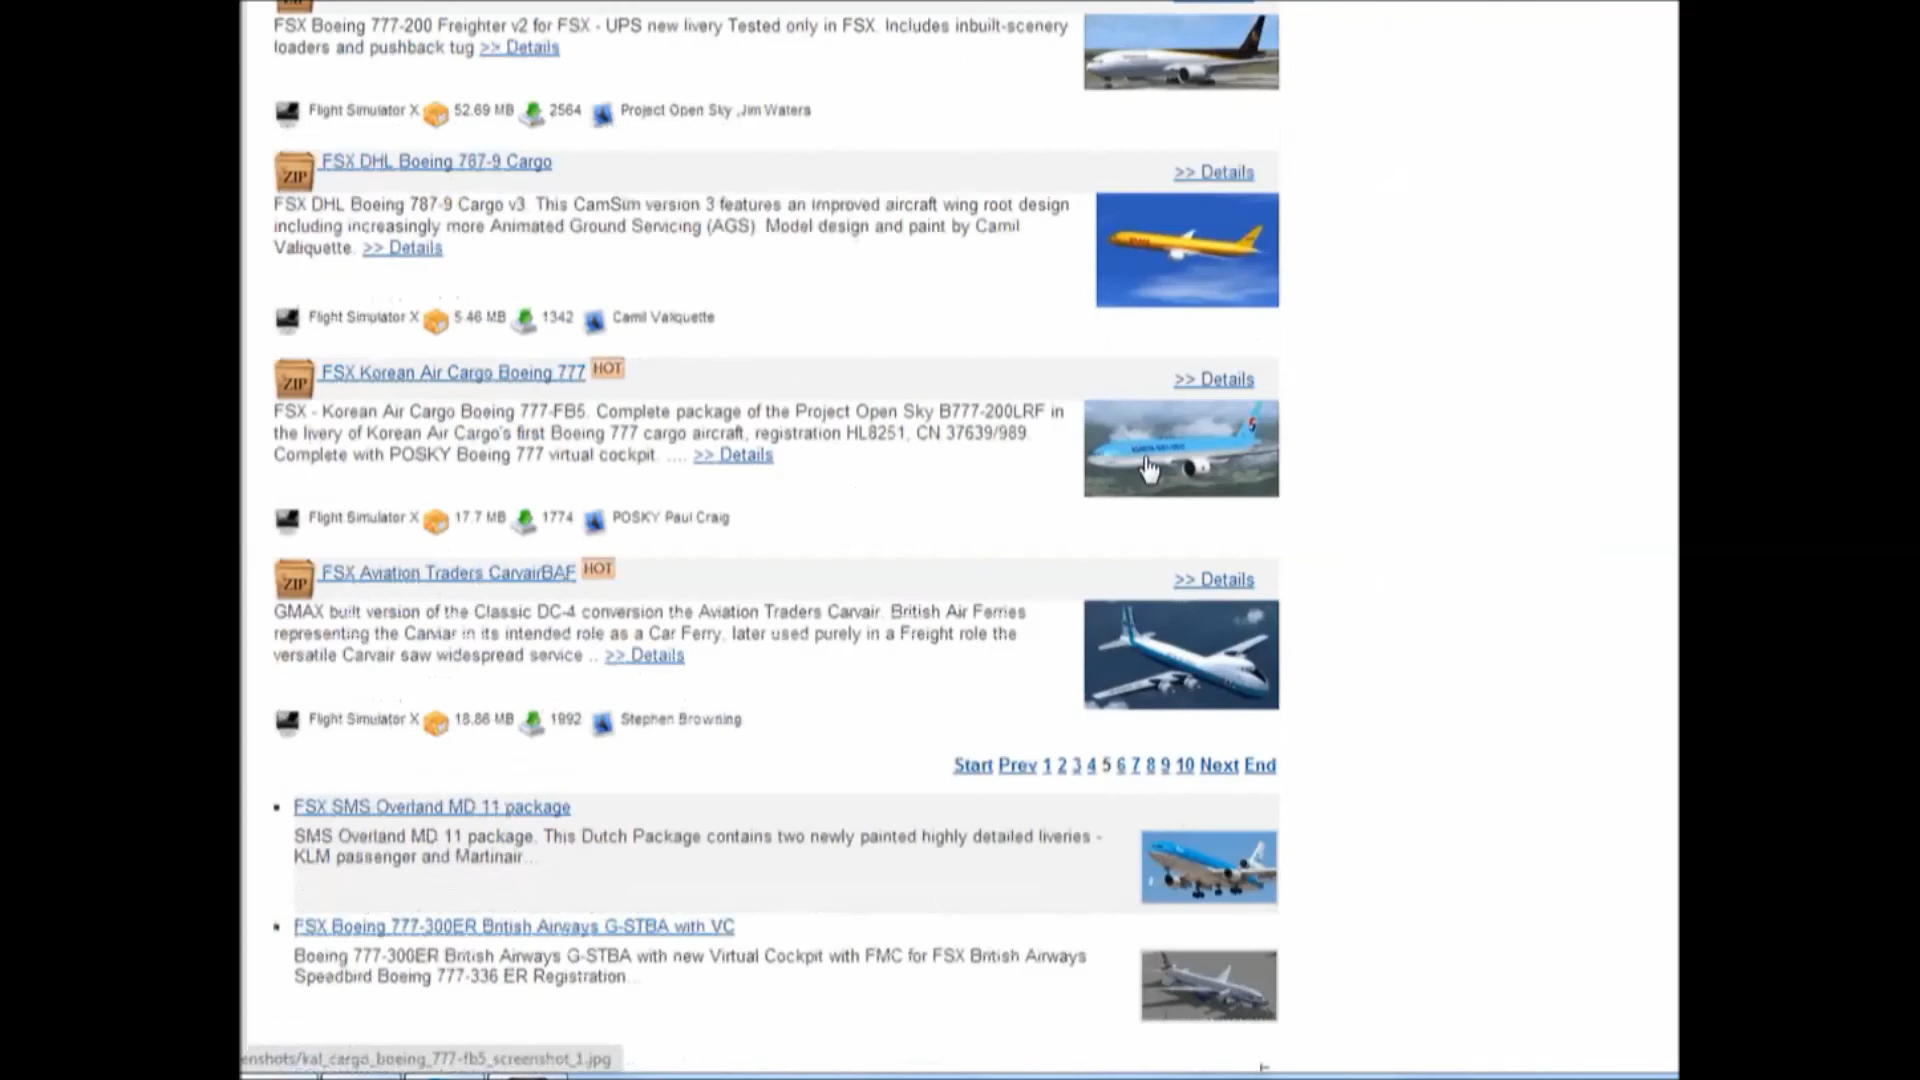 FSX Boeing 777-200 Freighter v2 for FSX - UPS new livery Tested only in FSX. Includes inbuilt-scenery
loaders and pushback tug >> Details
Flight Simulator X 52.69 MB 2564 Project Open Sky ,Jim Waters
ZIP FSX DHL Boeing 787-9 Cargo >> Details
FSX DHL Boeing 787-9 Cargo v3. This CamSim version 3 features an improved aircraft wing root design
including increasingly more Animated Ground Servicing (AGS). Model design and paint by Camil
Valiquette. >> Details
Flight Simulator X 5.46 MB 1342 Camil Valiquette
ZIP FSX Korean Air Cargo Boeing 777 HOT >> Details
FSX - Korean Air Cargo Boeing 777-FB5. Complete package of the Project Open Sky B777-200LRF in
the livery of Korean Air Cargo's first Boeing 777 cargo aircraft, registration HL8251, CN 37639/989.
Complete with POSKY Boeing 777 virtual cockpit. .... >> Details
Flight Simulator X 17.7 MB 1774 POSKY Paul Craig
ZIP FSX Aviation Traders CarvairBAF HOT >> Details
GMAX built version of the Classic DC-4 conversion the Aviation Traders Carvair. British Air Ferries
representing the Carviar in its intended role as a Car Ferry, later used purely in a Freight role the
versatile Carvair saw widespread service .. >> Details
Flight Simulator X 18.86 MB 1992 Stephen Browning
Start Prev 1 2 3 4 5 6 7 8 9 10 Next End
FSX SMS Overland MD 11 package
SMS Overland MD 11 package. This Dutch Package contains two newly painted highly detailed liveries -
KLM passenger and Martinair...
FSX Boeing 777-300ER British Airways G-STBA with VC
Boeing 777-300ER British Airways G-STBA with new Virtual Cockpit with FMC for FSX British Airways
Speedbird Boeing 777-336 ER Registration...
enshots/kal_cargo_boeing_777-fb5_screenshot_1.jpg